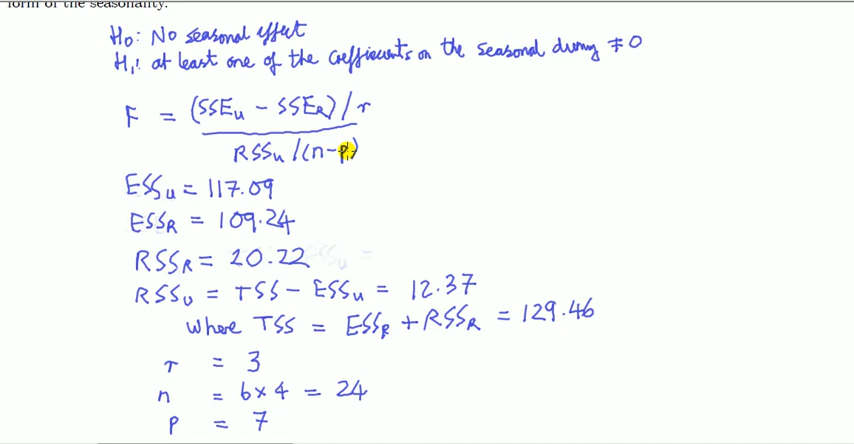 form of the seasonality.
H₀: No seasonal effect
H₁: at least one of the coefficients on the seasonal dummy ≠ 0
F = (SSEᵤ - SSE_R) / r
RSSᵤ / (n-p)
ESSᵤ = 117.09
ESS_R = 109.24
RSS_R = 20.22
RSSᵤ = TSS - ESSᵤ = 12.37
where TSS = ESS_R + RSS_R = 129.46
r = 3
n = 6 x 4 = 24
p = 7